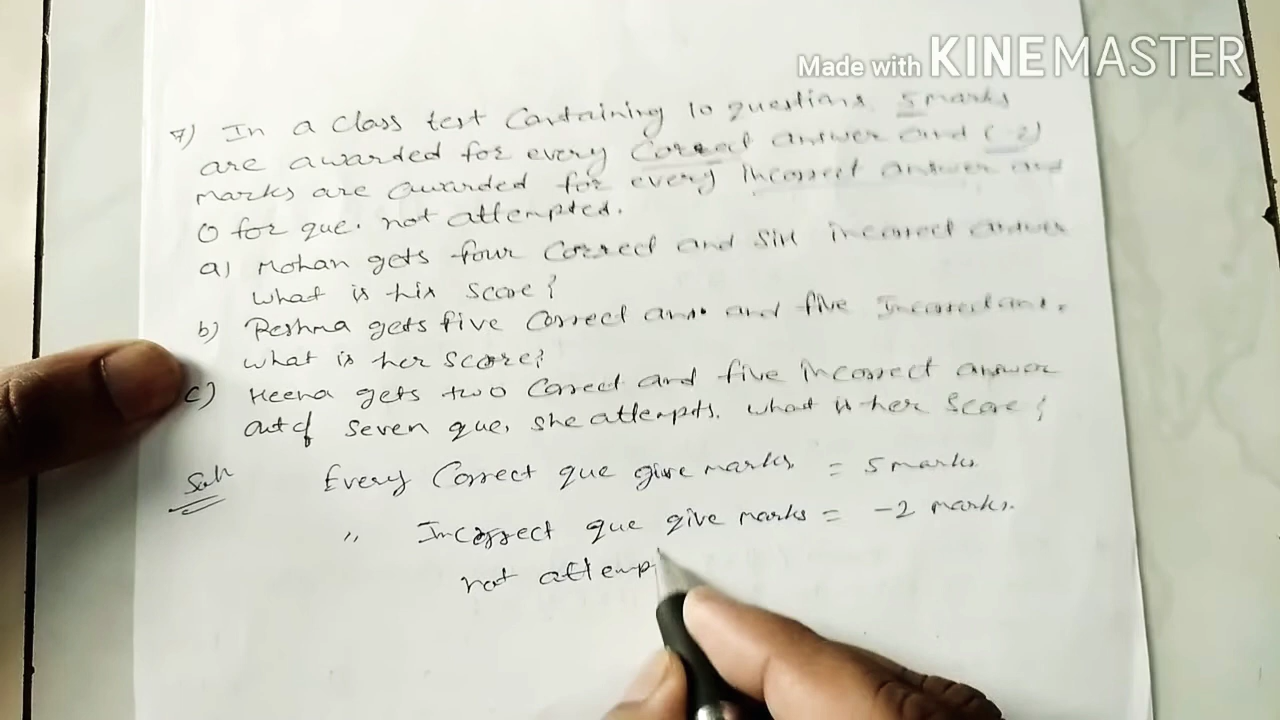 Made with KINEMASTER
7) In a class test Containing 10 questions 5 marks
are awarded for every Correct answer and (-2)
marks are awarded for every incorrect answer and
0 for que. not attempted.
a) Mohan gets four Correct and six incorrect answer
what is his score?
b) Reshma gets five Correct ans. and five Incorrect ans.
what is her score?
c) Heena gets two Correct and five incorrect answer
out of seven que. she attempts. what is her score?
Soln Every Correct que give marks = 5 marks.
" Incorrect que give marks = -2 marks.
not attemp